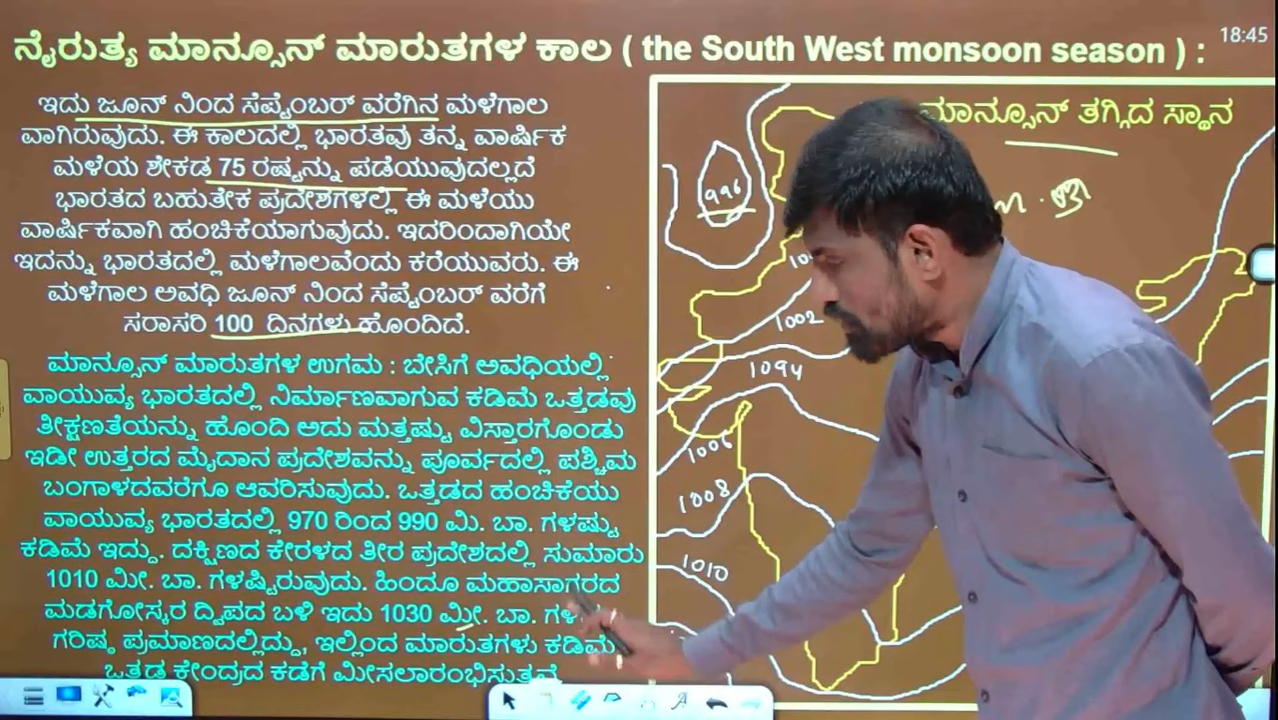 ನೈರುತ್ಯ ಮಾನ್ಸೂನ್ ಮಾರುತಗಳ ಕಾಲ ( the South West monsoon season ) :
18:45
ಇದು ಜೂನ್ ನಿಂದ ಸೆಪ್ಟೆಂಬರ್ ವರೆಗಿನ ಮಳೆಗಾಲ
ವಾಗಿರುವುದು. ಈ ಕಾಲದಲ್ಲಿ ಭಾರತವು ತನ್ನ ವಾರ್ಷಿಕ
ಮಳೆಯ ಶೇಕಡ 75 ರಷ್ಟನ್ನು ಪಡೆಯುವುದಲ್ಲದೆ
ಭಾರತದ ಬಹುತೇಕ ಪ್ರದೇಶಗಳಲ್ಲಿ ಈ ಮಳೆಯು
ವಾರ್ಷಿಕವಾಗಿ ಹಂಚಿಕೆಯಾಗುವುದು. ಇದರಿಂದಾಗಿಯೇ
ಇದನ್ನು ಭಾರತದಲ್ಲಿ ಮಳೆಗಾಲವೆಂದು ಕರೆಯುವರು. ಈ
ಮಳೆಗಾಲ ಅವಧಿ ಜೂನ್ ನಿಂದ ಸೆಪ್ಟೆಂಬರ್ ವರೆಗೆ
ಸರಾಸರಿ 100 ದಿನಗಳು ಹೊಂದಿದೆ.
ಮಾನ್ಸೂನ್ ಮಾರುತಗಳ ಉಗಮ : ಬೇಸಿಗೆ ಅವಧಿಯಲ್ಲಿ
ವಾಯುವ್ಯ ಭಾರತದಲ್ಲಿ ನಿರ್ಮಾಣವಾಗುವ ಕಡಿಮೆ ಒತ್ತಡವು
ತೀಕ್ಷಣತೆಯನ್ನು ಹೊಂದಿ ಅದು ಮತ್ತಷ್ಟು ವಿಸ್ತಾರಗೊಂಡು
ಇಡೀ ಉತ್ತರದ ಮೈದಾನ ಪ್ರದೇಶವನ್ನು ಪೂರ್ವದಲ್ಲಿ ಪಶ್ಚಿಮ
ಬಂಗಾಳದವರೆಗೂ ಆವರಿಸುವುದು. ಒತ್ತಡದ ಹಂಚಿಕೆಯು
ವಾಯುವ್ಯ ಭಾರತದಲ್ಲಿ 970 ರಿಂದ 990 ಮಿ. ಬಾ. ಗಳಷ್ಟು
ಕಡಿಮೆ ಇದ್ದು. ದಕ್ಷಿಣದ ಕೇರಳದ ತೀರ ಪ್ರದೇಶದಲ್ಲಿ ಸುಮಾರು
1010 ಮೀ. ಬಾ. ಗಳಷ್ಟಿರುವುದು. ಹಿಂದೂ ಮಹಾಸಾಗರದ
ಮಡಗೋಸ್ಕರ ದ್ವಿಪದ ಬಳಿ ಇದು 1030 ಮೀ. ಬಾ.
ಗರಿಷ್ಠ ಪ್ರಮಾಣದಲ್ಲಿದ್ದು, ಇಲ್ಲಿಂದ ಮಾರುತಗಳು ಕಡಿಮೆ
ಒತ್ತಡ ಕೇಂದ್ರದ ಕಡೆಗೆ ಮೀಸಲಾರಂಭಿಸುತ್ತವೆ
ಮಾನ್ಸೂನ್ ತಗ್ಗಿದ ಸ್ಥಾನ
996
1002
1094
1006
1008
1010